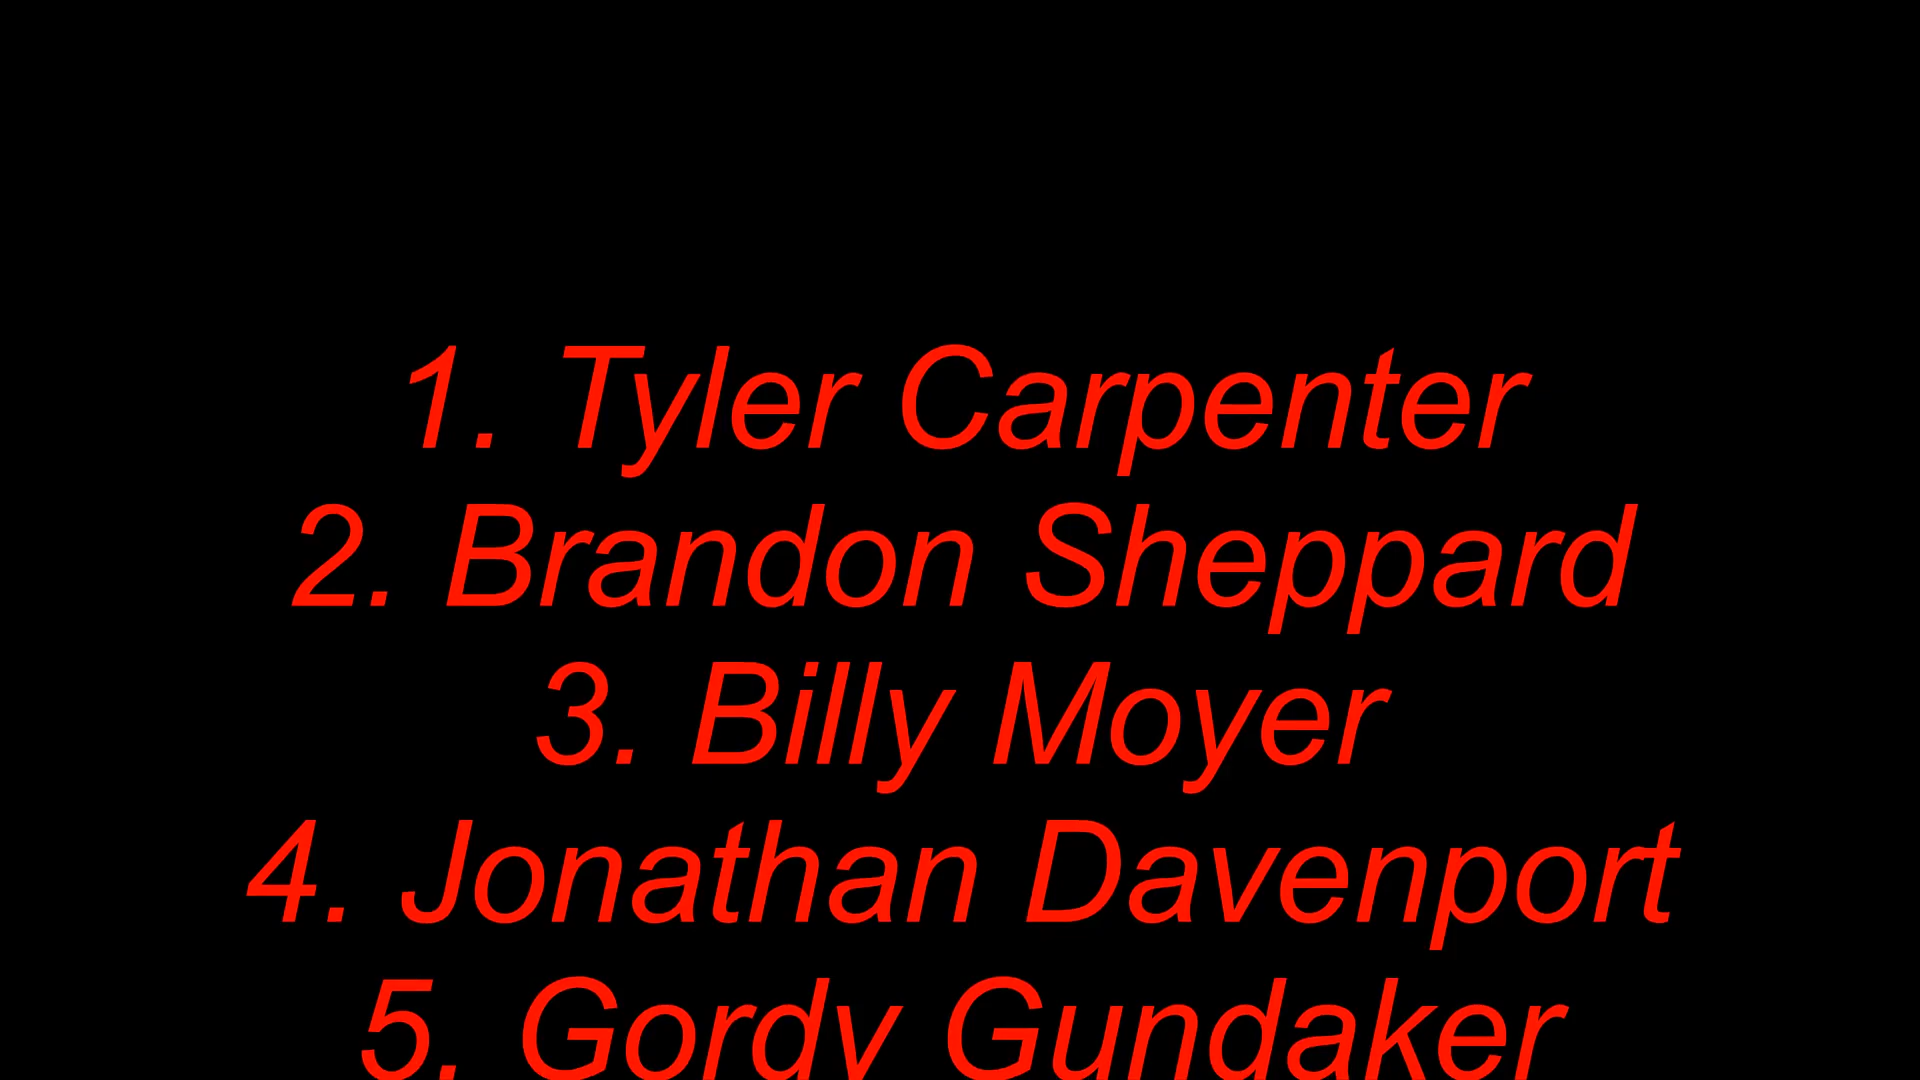 1. Tyler Carpenter
2. Brandon Sheppard
3. Billy Moyer
4. Jonathan Davenport
5. Gordy Gundaker